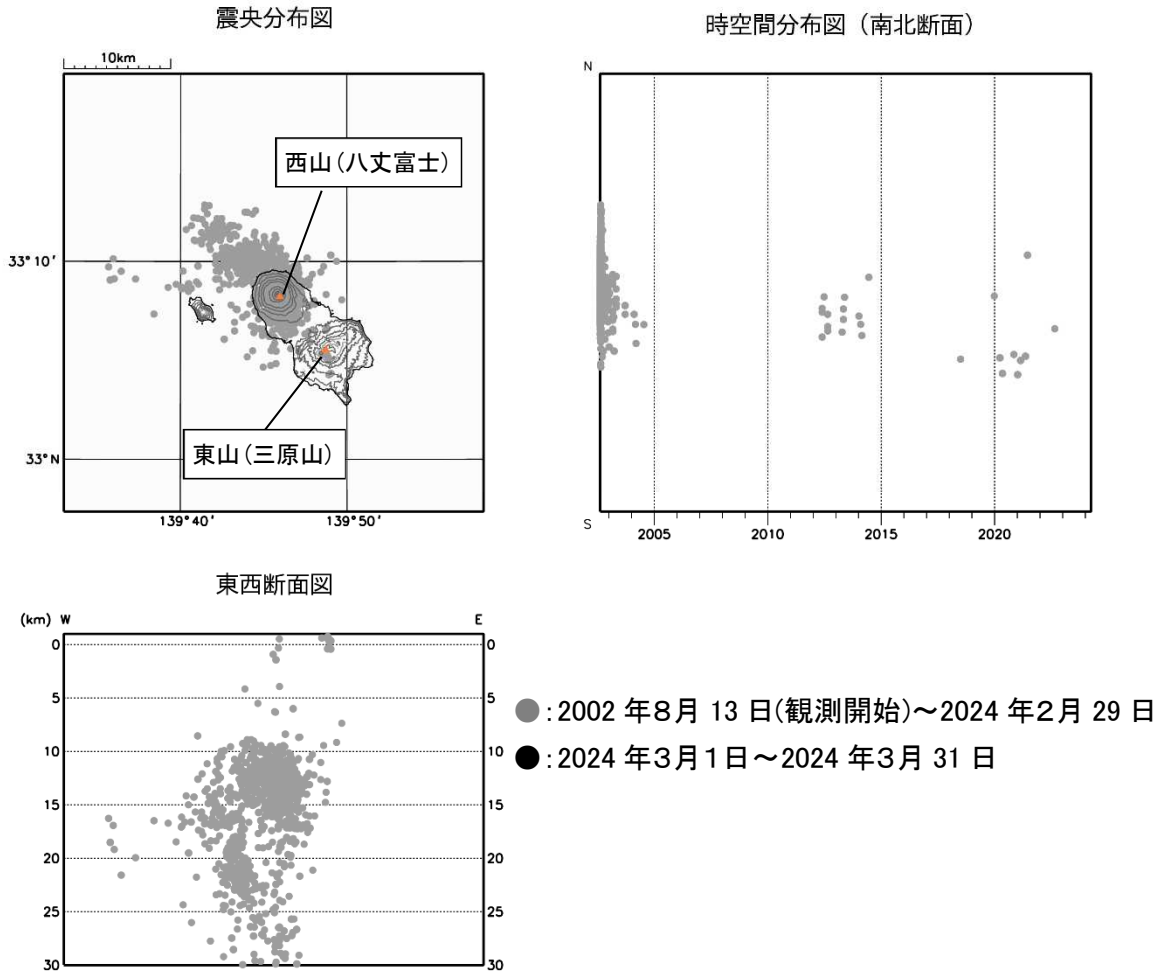 震央分布図
時空間分布図（南北断面）
10km
N
西山(八丈富士)
33°10′
東山(三原山)
33°N
139°40′
139°50′
S
2005
2010
2015
2020
東西断面図
(km) W
E
0
0
5
5
10
10
15
15
20
20
25
25
30
30
●:2002 年８月 13 日(観測開始)～2024 年２月 29 日
●:2024 年３月１日～2024 年３月 31 日